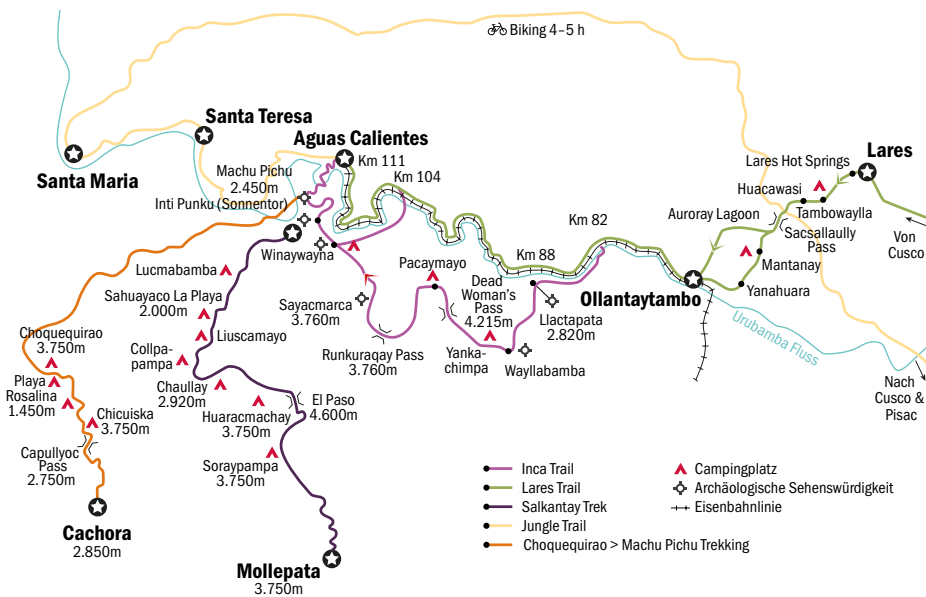 Biking 4–5 h
Santa Teresa
Santa Maria
Aguas Calientes
Km 111
Machu Pichu
2.450m
Km 104
Inti Punku (Sonnentor)
Lares Hot Springs
Lares
Huacawasi
Tambowaylla
Auroray Lagoon
Sacsallaully
Pass
Von
Cusco
Km 82
Winaywayna
Mantanay
Pacaymayo
Km 88
Lucmabamba
Dead
Woman's
Pass
4.215m
Yanahuara
Ollantaytambo
Sahuayaco La Playa
2.000m
Sayacmarca
3.760m
Llactapata
2.820m
Urubamba Fluss
Choquequirao
3.750m
Liuscamayo
Collpa-
pampa
Runkuraqay Pass
3.760m
Yanka-
chimpa
Wayllabamba
Playa
Rosalina
1.450m
Chaullay
2.920m
Nach
Cusco &
Pisac
Chicuiska
3.750m
Huaracmachay
3.750m
El Paso
4.600m
Capullyoc
Pass
2.750m
Soraypampa
3.750m
Cachora
2.850m
Mollepata
3.750m
Inca Trail
Lares Trail
Salkantay Trek
Jungle Trail
Choquequirao > Machu Pichu Trekking
Campingplatz
Archäologische Sehenswürdigkeit
Eisenbahnlinie